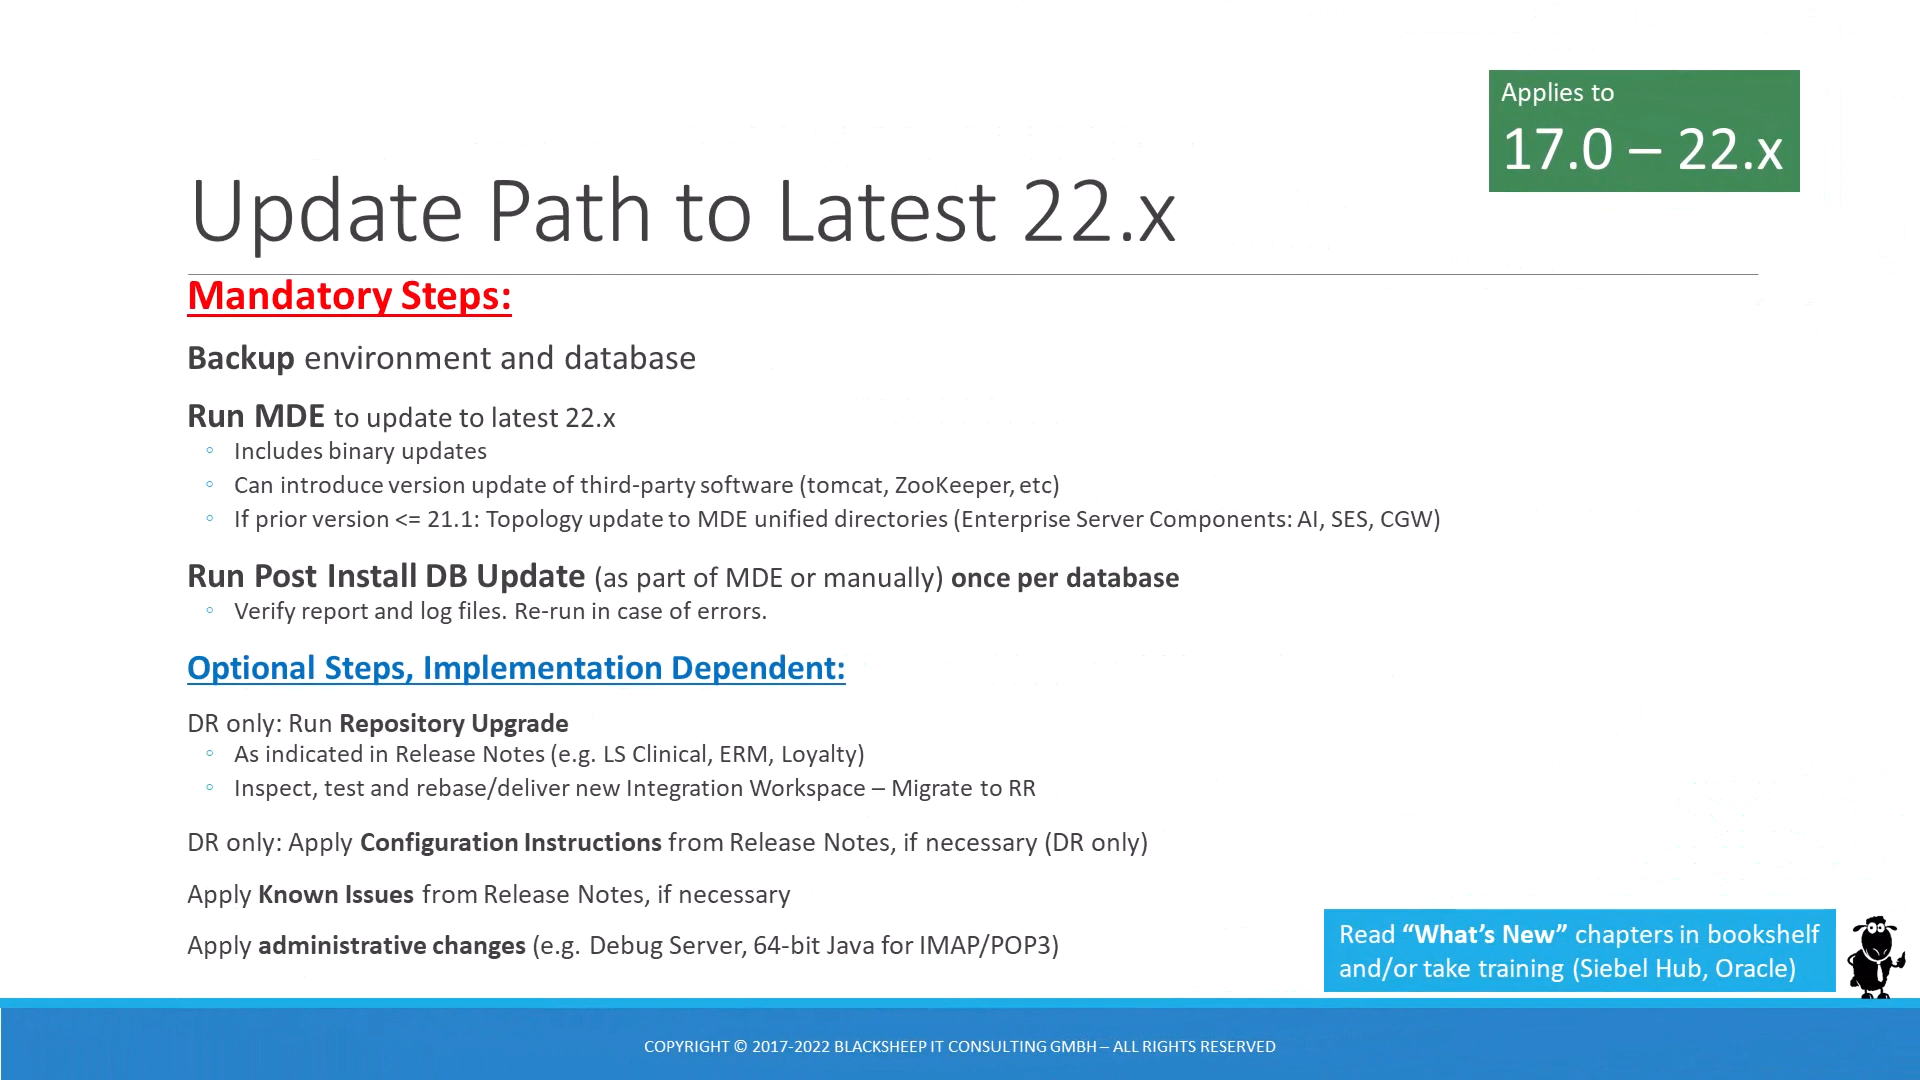 Applies to
17.0 – 22.x
Update Path to Latest 22.x
Mandatory Steps:
Backup environment and database
Run MDE to update to latest 22.x
◦ Includes binary updates
◦ Can introduce version update of third-party software (tomcat, ZooKeeper, etc)
◦ If prior version <= 21.1: Topology update to MDE unified directories (Enterprise Server Components: AI, SES, CGW)
Run Post Install DB Update (as part of MDE or manually) once per database
◦ Verify report and log files. Re-run in case of errors.
Optional Steps, Implementation Dependent:
DR only: Run Repository Upgrade
◦ As indicated in Release Notes (e.g. LS Clinical, ERM, Loyalty)
◦ Inspect, test and rebase/deliver new Integration Workspace – Migrate to RR
DR only: Apply Configuration Instructions from Release Notes, if necessary (DR only)
Apply Known Issues from Release Notes, if necessary
Apply administrative changes (e.g. Debug Server, 64-bit Java for IMAP/POP3)
Read “What’s New” chapters in bookshelf
and/or take training (Siebel Hub, Oracle)
COPYRIGHT © 2017-2022 BLACKSHEEP IT CONSULTING GMBH – ALL RIGHTS RESERVED